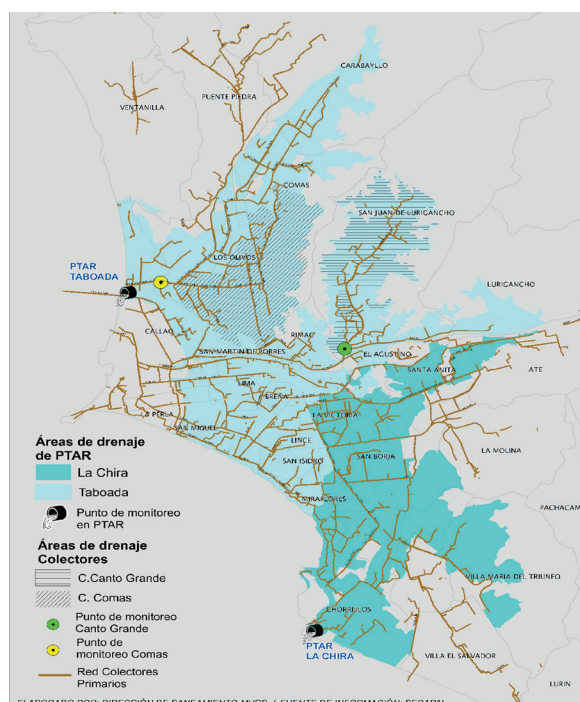 CARABAYLLO
VENTANILLA
PUENTE PIEDRA
COMAS
SAN JUAN DE LURIGANCHO
LOS OLIVOS
PTAR
TABOADA
LURIGANCHO
CALLAO
RIMAC
SAN MARTIN DE PORRES
EL AGUSTINO
SANTA ANITA
ATE
LIMA
BREÑA
LA PERLA
SAN MIGUEL
LA VICTORIA
LINCE
SAN ISIDRO
SAN BORJA
LA MOLINA
MIRAFLORES
PACHACAM
VILLA MARIA DEL TRIUNFO
CHORRILLOS
PTAR
LA CHIRA
VILLA EL SALVADOR
LURIN
Áreas de drenaje
de PTAR
La Chira
Taboada
Punto de monitoreo
en PTAR
Áreas de drenaje
Colectores
C.Canto Grande
C. Comas
Punto de monitoreo
Canto Grande
Punto de
monitoreo Comas
Red Colectores
Primarios